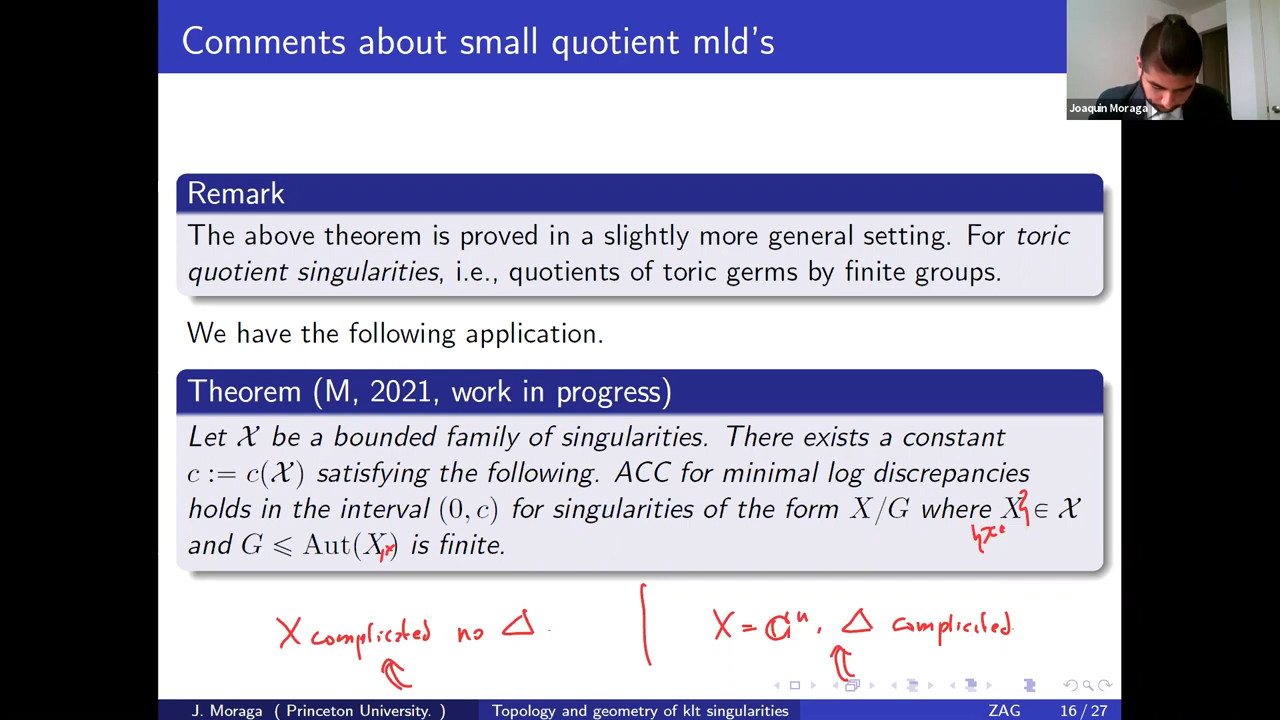 Comments about small quotient mld's
Joaquin Moraga
Remark
The above theorem is proved in a slightly more general setting. For toric
quotient singularities, i.e., quotients of toric germs by finite groups.
We have the following application.
Theorem (M, 2021, work in progress)
Let 𝒳 be a bounded family of singularities. There exists a constant
c := c(𝒳) satisfying the following. ACC for minimal log discrepancies
holds in the interval (0, c) for singularities of the form X/G where X ∈ 𝒳
and G ⩽ Aut(X,x) is finite.
X complicated no Δ
X = ℂⁿ, Δ complicited
J. Moraga ( Princeton University. ) Topology and geometry of klt singularities ZAG 16 / 27